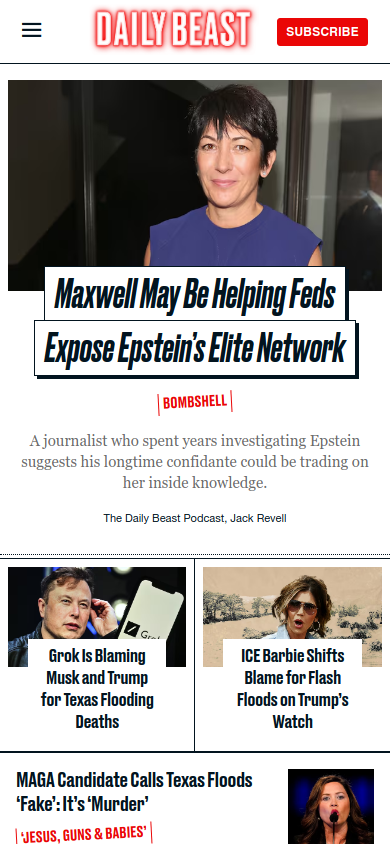 DAILY BEAST
SUBSCRIBE
Maxwell May Be Helping Feds
Expose Epstein's Elite Network
BOMBSHELL
A journalist who spent years investigating Epstein
suggests his longtime confidante could be trading on
her inside knowledge.
The Daily Beast Podcast, Jack Revell
Grok Is Blaming
Musk and Trump
for Texas Flooding
Deaths
ICE Barbie Shifts
Blame for Flash
Floods on Trump's
Watch
MAGA Candidate Calls Texas Floods
'Fake': It's 'Murder'
'JESUS, GUNS & BABIES'